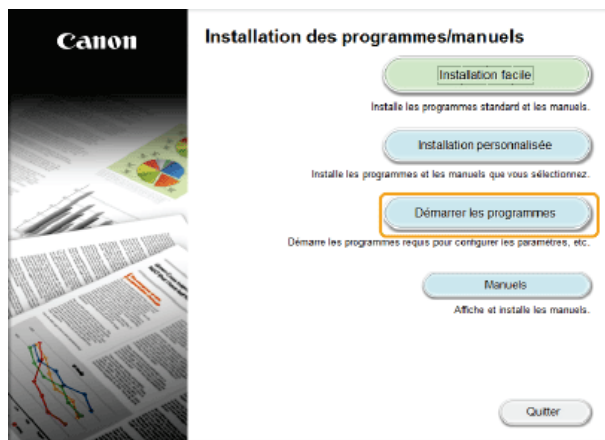 Canon
Installation des programmes/manuels
Installation facile
Installe les programmes standard et les manuels.
Installation personnalisée
Installe les programmes et les manuels que vous sélectionnez.
Démarrer les programmes
Démarre les programmes requis pour configurer les paramètres, etc.
Manuels
Affiche et installe les manuels.
Quitter